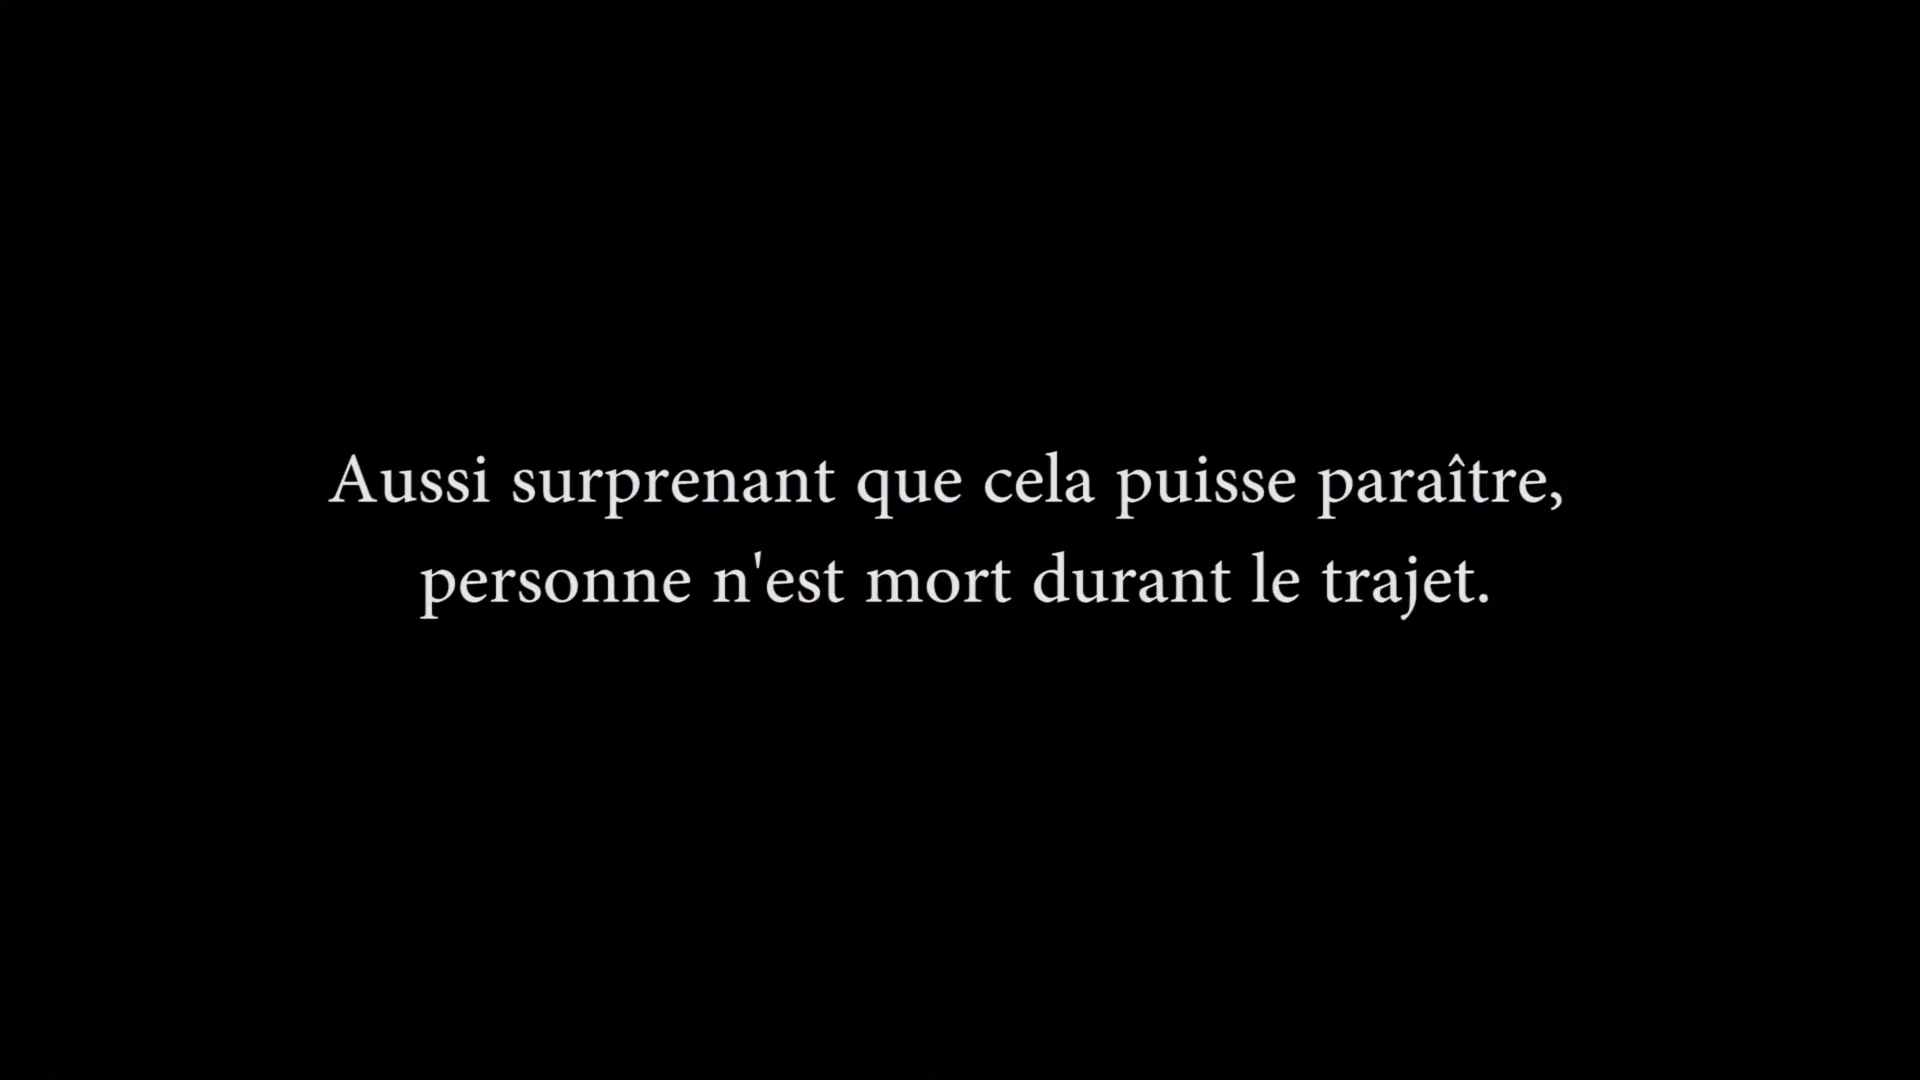 Aussi surprenant que cela puisse paraître,
personne n'est mort durant le trajet.